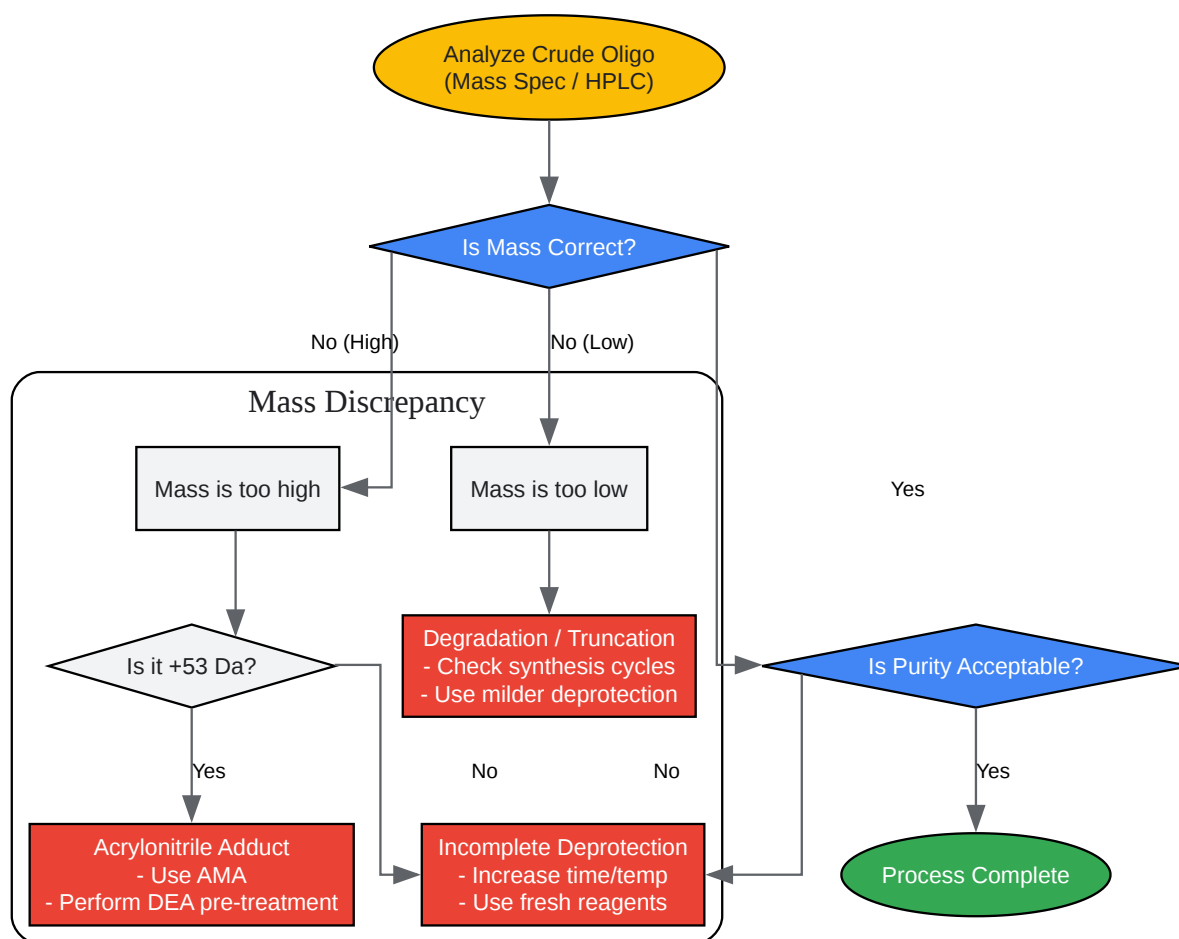 Analyze Crude Oligo
(Mass Spec / HPLC)
Is Mass Correct?
No (High)
No (Low)
Mass Discrepancy
Mass is too high
Mass is too low
Yes
Is it +53 Da?
Degradation / Truncation
- Check synthesis cycles
- Use milder deprotection
Is Purity Acceptable?
Yes
No
No
Yes
Acrylonitrile Adduct
- Use AMA
- Perform DEA pre-treatment
Incomplete Deprotection
- Increase time/temp
- Use fresh reagents
Process Complete